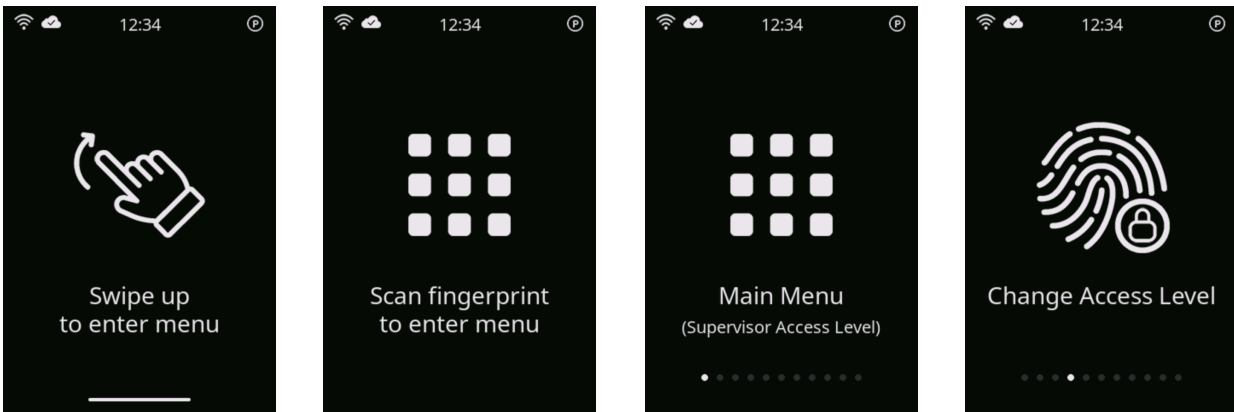 12:34
P
Swipe up
to enter menu
12:34
P
Scan fingerprint
to enter menu
12:34
P
Main Menu
(Supervisor Access Level)
12:34
P
Change Access Level